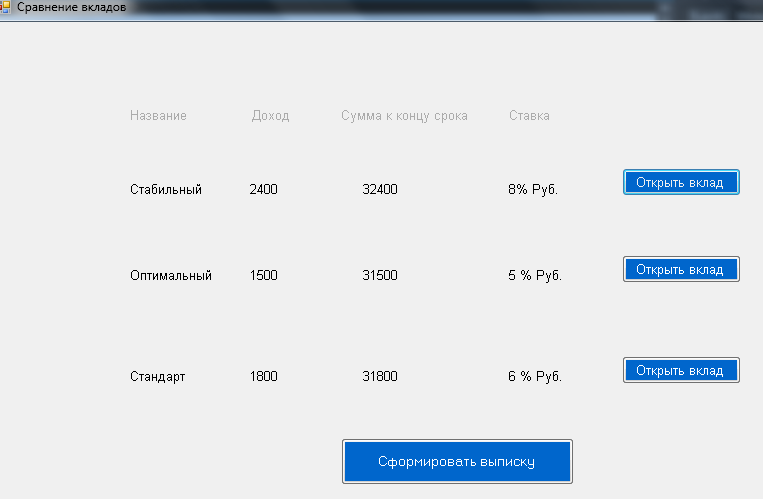 Сравнение вкладов
Название Доход Сумма к концу срока Ставка
Стабильный 2400 32400 8% Руб. Открыть вклад
Оптимальный 1500 31500 5 % Руб. Открыть вклад
Стандарт 1800 31800 6 % Руб. Открыть вклад
Сформировать выписку